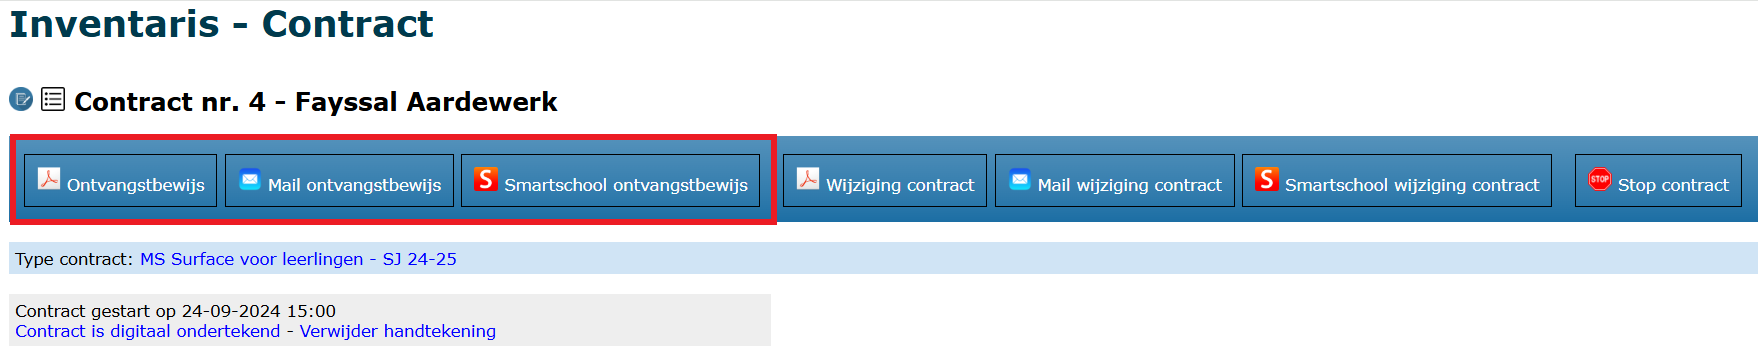 Inventaris - Contract
Contract nr. 4 - Fayssal Aardewerk
Ontvangstbewijs Mail ontvangstbewijs S Smartschool ontvangstbewijs Wijziging contract Mail wijziging contract S Smartschool wijziging contract STOP Stop contract
Type contract: MS Surface voor leerlingen - SJ 24-25
Contract gestart op 24-09-2024 15:00
Contract is digitaal ondertekend - Verwijder handtekening